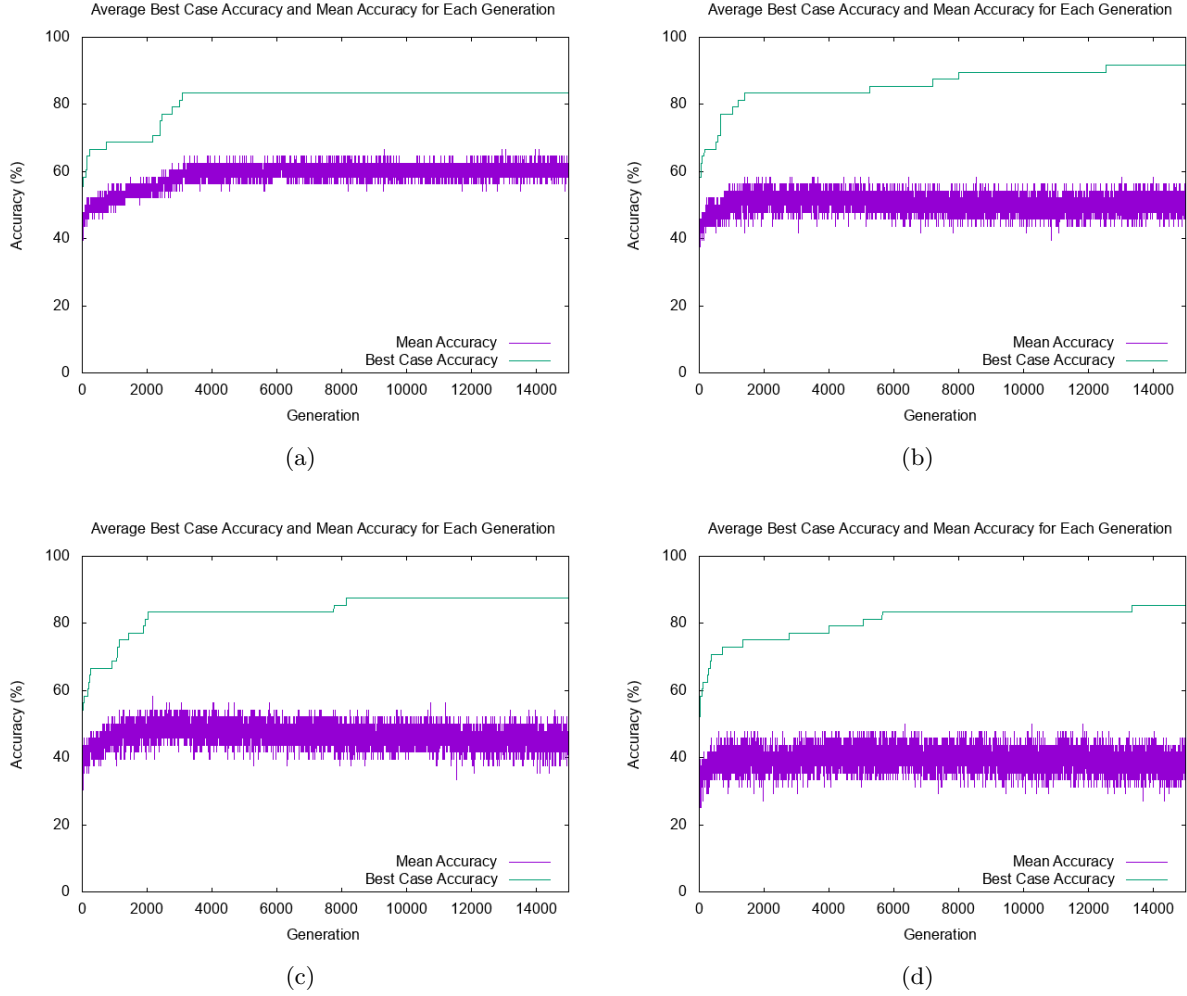 Average Best Case Accuracy and Mean Accuracy for Each Generation
100
80
60
40
20
0
Accuracy (%)
Mean Accuracy
Best Case Accuracy
0 2000 4000 6000 8000 10000 12000 14000
Generation
(a)
Average Best Case Accuracy and Mean Accuracy for Each Generation
100
80
60
40
20
0
Accuracy (%)
Mean Accuracy
Best Case Accuracy
0 2000 4000 6000 8000 10000 12000 14000
Generation
(b)
Average Best Case Accuracy and Mean Accuracy for Each Generation
100
80
60
40
20
0
Accuracy (%)
Mean Accuracy
Best Case Accuracy
0 2000 4000 6000 8000 10000 12000 14000
Generation
(c)
Average Best Case Accuracy and Mean Accuracy for Each Generation
100
80
60
40
20
0
Accuracy (%)
Mean Accuracy
Best Case Accuracy
0 2000 4000 6000 8000 10000 12000 14000
Generation
(d)